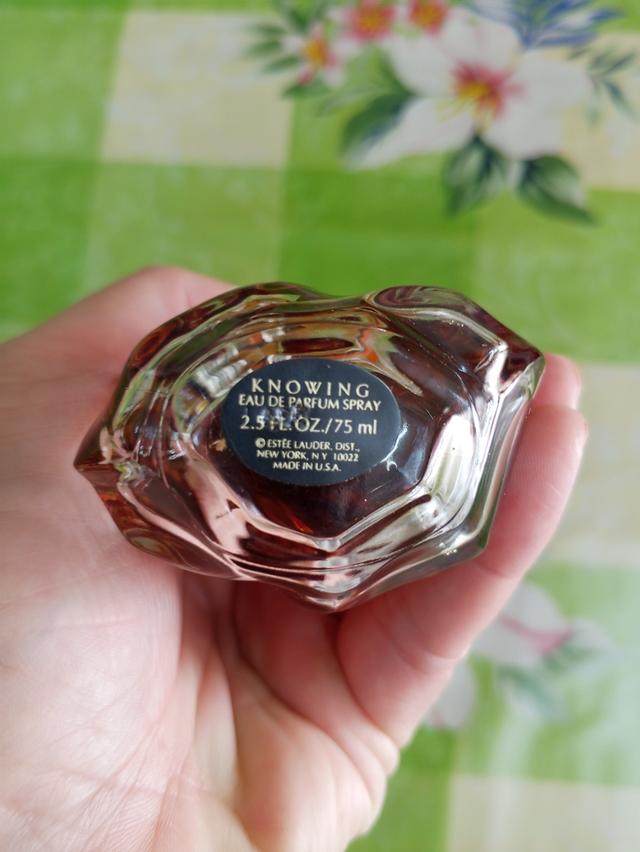 KNOWING
EAU DE PARFUM SPRAY
2.5 FL.OZ./75 ml
© ESTÉE LAUDER, DIST.,
NEW YORK, N Y 10022
MADE IN U.S.A.